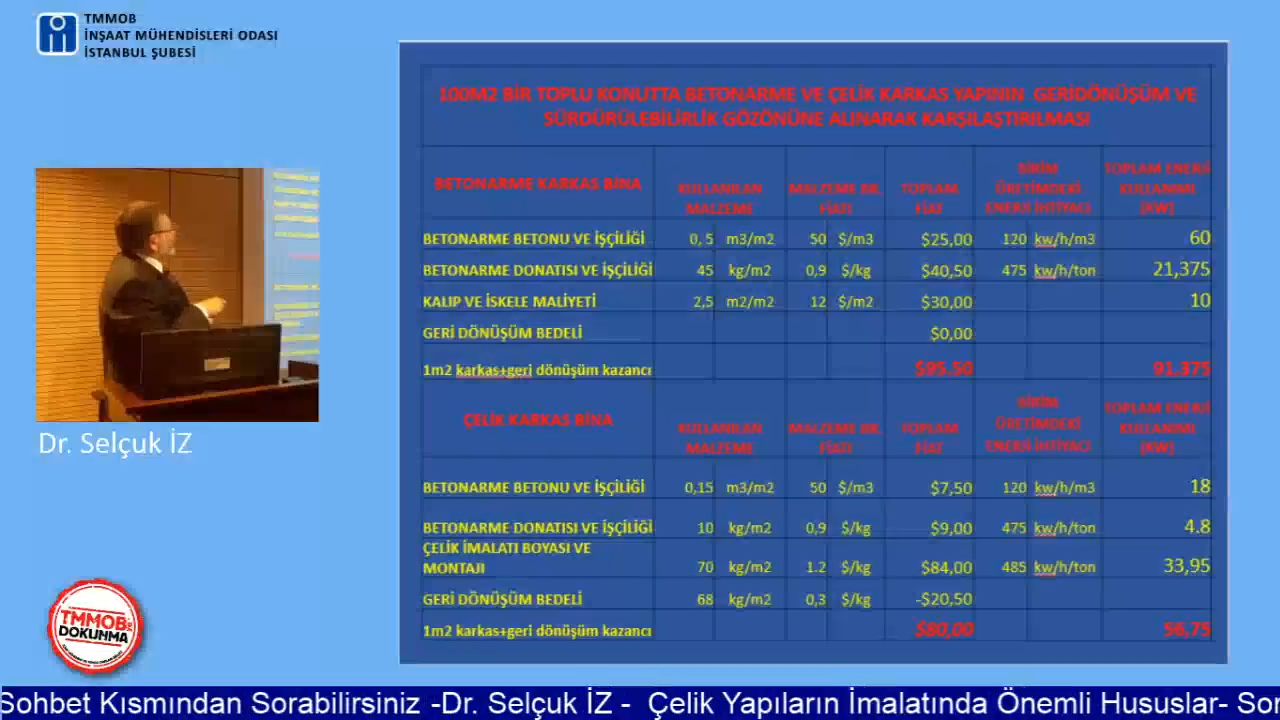 TMMOB
İNŞAAT MÜHENDİSLERİ ODASI
İSTANBUL ŞUBESİ
100M2 BİR TOPLU KONUTTA BETONARME VE ÇELİK KARKAS YAPININ GERİDÖNÜŞÜM VE
SÜRDÜRÜLEBİLİRLİK GÖZÖNÜNE ALINARAK KARŞILAŞTIRILMASI
BETONARME KARKAS BİNA KULLANILAN MALZEME MALZEME BR. FİATI TOPLAM FİAT BİRİM ÜRETİMDEKİ ENERJİ İHTİYACI TOPLAM ENERJİ KULLANIMI (KW)
BETONARME BETONU VE İŞÇİLİĞİ 0, 5 m3/m2 50 $/m3 $25,00 120 kw/h/m3 60
BETONARME DONATISI VE İŞÇİLİĞİ 45 kg/m2 0,9 $/kg $40,50 475 kw/h/ton 21,375
KALIP VE İSKELE MALİYETİ 2,5 m2/m2 12 $/m2 $30,00 10
GERİ DÖNÜŞÜM BEDELİ $0,00
1m2 karkas+geri dönüşüm kazancı $95,50 91,375
ÇELİK KARKAS BİNA KULLANILAN MALZEME MALZEME BR. FİATI TOPLAM FİAT BİRİM ÜRETİMDEKİ ENERJİ İHTİYACI TOPLAM ENERJİ KULLANIMI (KW)
BETONARME BETONU VE İŞÇİLİĞİ 0,15 m3/m2 50 $/m3 $7,50 120 kw/h/m3 18
BETONARME DONATISI VE İŞÇİLİĞİ 10 kg/m2 0,9 $/kg $9,00 475 kw/h/ton 4.8
ÇELİK İMALATI BOYASI VE
MONTAJI 70 kg/m2 1.2 $/kg $84,00 485 kw/h/ton 33,95
GERİ DÖNÜŞÜM BEDELİ 68 kg/m2 0,3 $/kg -$20,50
1m2 karkas+geri dönüşüm kazancı $80,00 56,75
Dr. Selçuk İZ
TMMOB
DOKUNMA
Sohbet Kısmından Sorabilirsiniz -Dr. Selçuk İZ - Çelik Yapıların İmalatında Önemli Hususlar- Sor